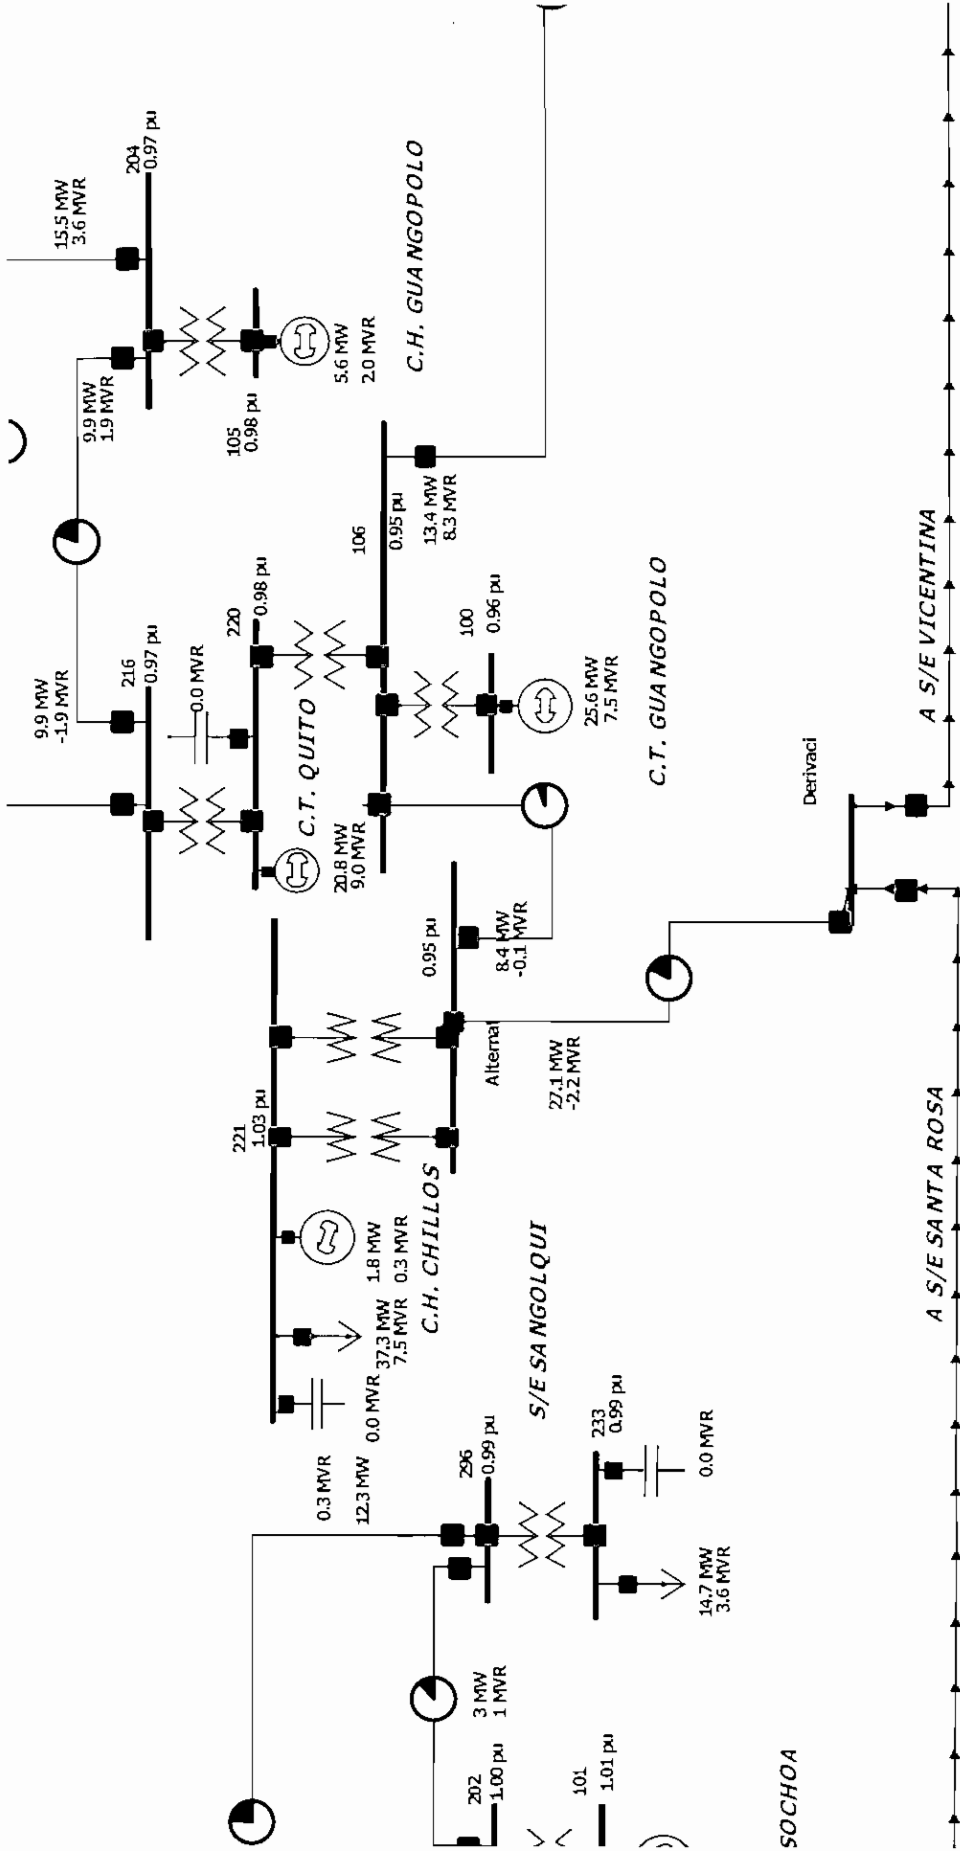 204
0.97 pu
15.5 MW
3.6 MVR
9.9 MW
1.9 MVR
105
0.98 pu
5.6 MW
2.0 MVR
C.H. GUANGOPOLO
9.9 MW
-1.9 MVR
216
0.97 pu
0.0 MVR
220
0.98 pu
C.T. QUITO
20.8 MW
9.0 MVR
106
0.95 pu
13.4 MW
8.3 MVR
100
0.96 pu
25.6 MW
7.5 MVR
C.T. GUANGOPOLO
0.95 pu
8.4 MW
-0.1 MVR
Alternat
27.1 MW
-2.2 MVR
Derivaci
A S/E VICENTINA
221
1.03 pu
1.8 MW
0.3 MVR
37.3 MW
7.5 MVR
0.0 MVR
C.H. CHILLOS
0.3 MVR
12.3 MW
S/E SANGOLQUI
296
0.99 pu
233
0.99 pu
0.0 MVR
14.7 MW
3.6 MVR
3 MW
1 MVR
202
1.00 pu
101
1.01 pu
SOCHOA
A S/E SANTA ROSA